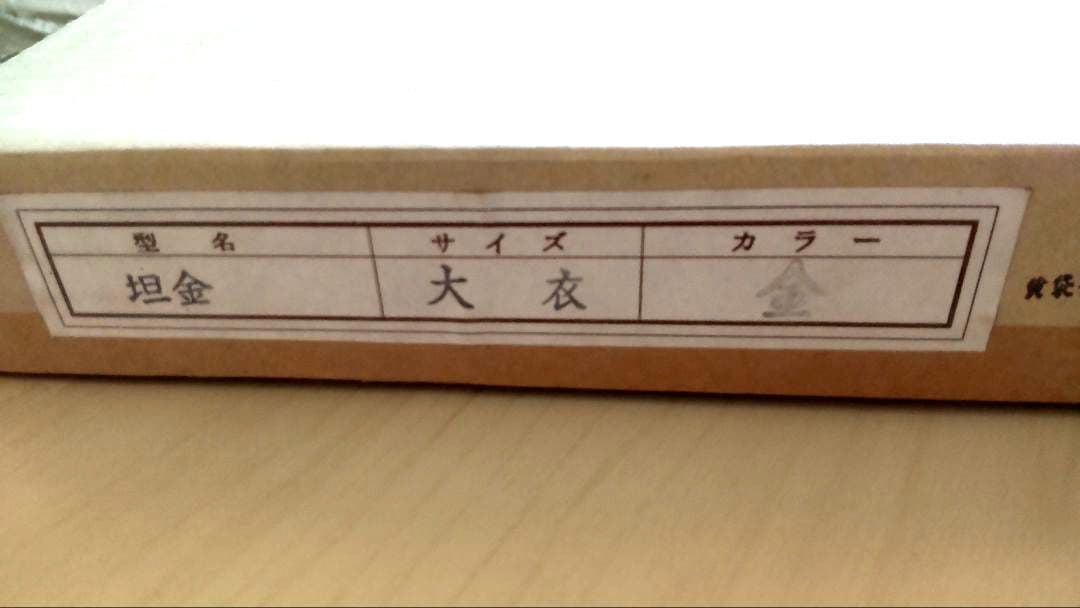 型名 サイズ カラー
坦金 大衣 金